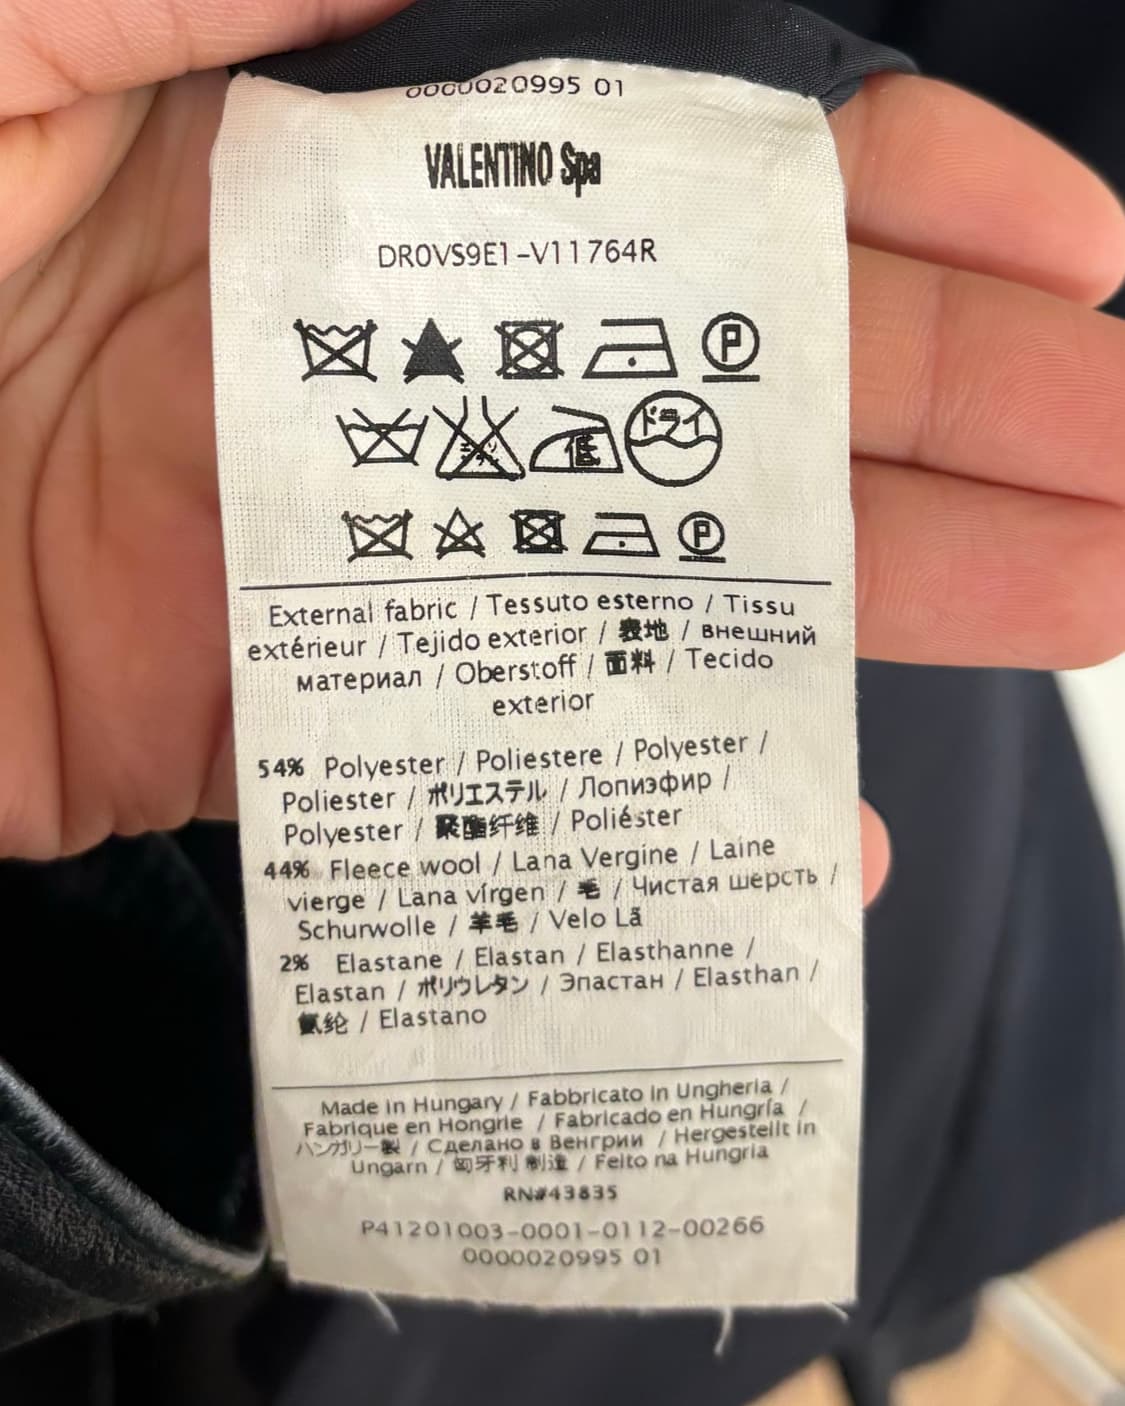 0000020995 01
VALENTINO Spa
DR0VS9E1-V11764R
P
ドライ
低
P
External fabric / Tessuto esterno / Tissu
extérieur / Tejido exterior / 表地 / внешний
материал / Oberstoff / 面料 / Tecido
exterior
54% Polyester / Poliestere / Polyester /
Poliester / ポリエステル / Лопиэфир /
Polyester / 聚酯纤维 / Poliéster
44% Fleece wool / Lana Vergine / Laine
vierge / Lana vírgen / 毛 / Чистая шерсть /
Schurwolle / 羊毛 / Velo Lã
2% Elastane / Elastan / Elasthanne /
Elastan / ポリウレタン / Эпастан / Elasthan /
氨纶 / Elastano
Made in Hungary / Fabbricato in Ungheria /
Fabrique en Hongrie / Fabricado en Hungría /
ハンガリー製 / Сделано в Венгрии / Hergestellt in
Ungarn / 匈牙利 制造 / Feito na Hungria
RN#43835
P41201003-0001-0112-00266
0000020995 01